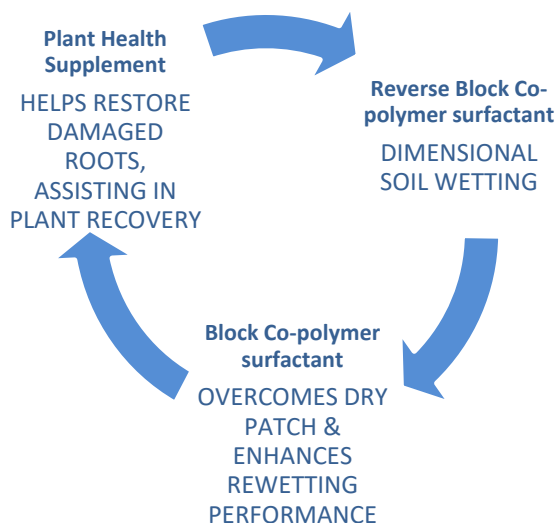 Plant Health
Supplement
HELPS RESTORE
DAMAGED
ROOTS,
ASSISTING IN
PLANT RECOVERY
Reverse Block Co-
polymer surfactant
DIMENSIONAL
SOIL WETTING
Block Co-polymer
surfactant
OVERCOMES DRY
PATCH &
ENHANCES
REWETTING
PERFORMANCE